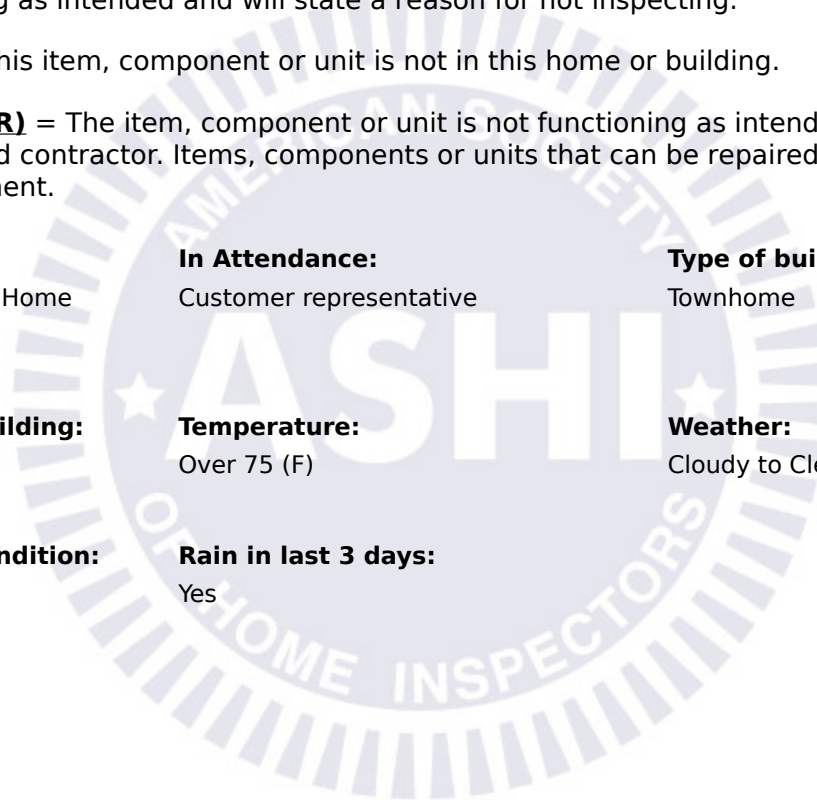 g as intended and will state a reason for not inspecting.
his item, component or unit is not in this home or building.
R) = The item, component or unit is not functioning as intend
d contractor. Items, components or units that can be repaired
ent.
In Attendance:
Type of bui
Home
Customer representative
Townhome
ilding:
Temperature:
Weather:
Over 75 (F)
Cloudy to Cle
ndition:
Rain in last 3 days:
Yes
AMERICAN SOCIETY
ASHI
OF HOME INSPECTORS